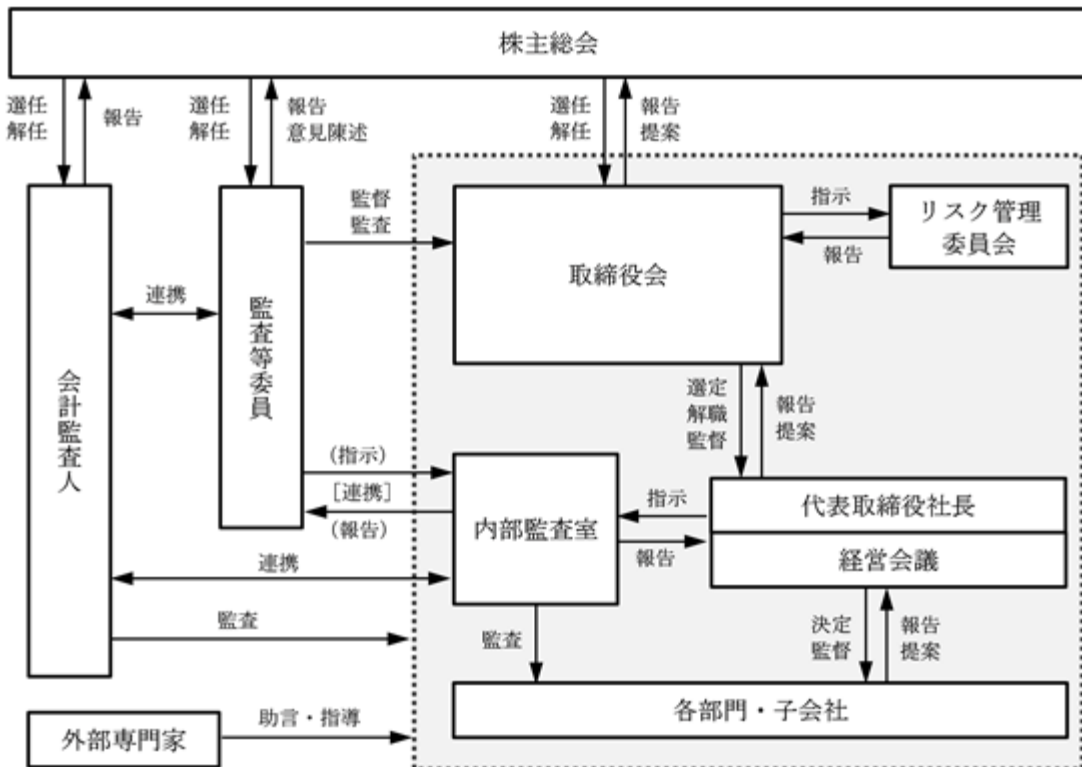 株主総会
選任
解任
報告
選任
解任
報告
意見陳述
選任
解任
報告
提案
監督
監査
指示
報告
リスク管理
委員会
取締役会
連携
監査等委員
会計監査人
選定
解職
監督
報告
提案
(指示)
[連携]
(報告)
内部監査室
指示
報告
代表取締役社長
経営会議
連携
監査
監査
決定
監督
報告
提案
各部門・子会社
外部専門家
助言・指導